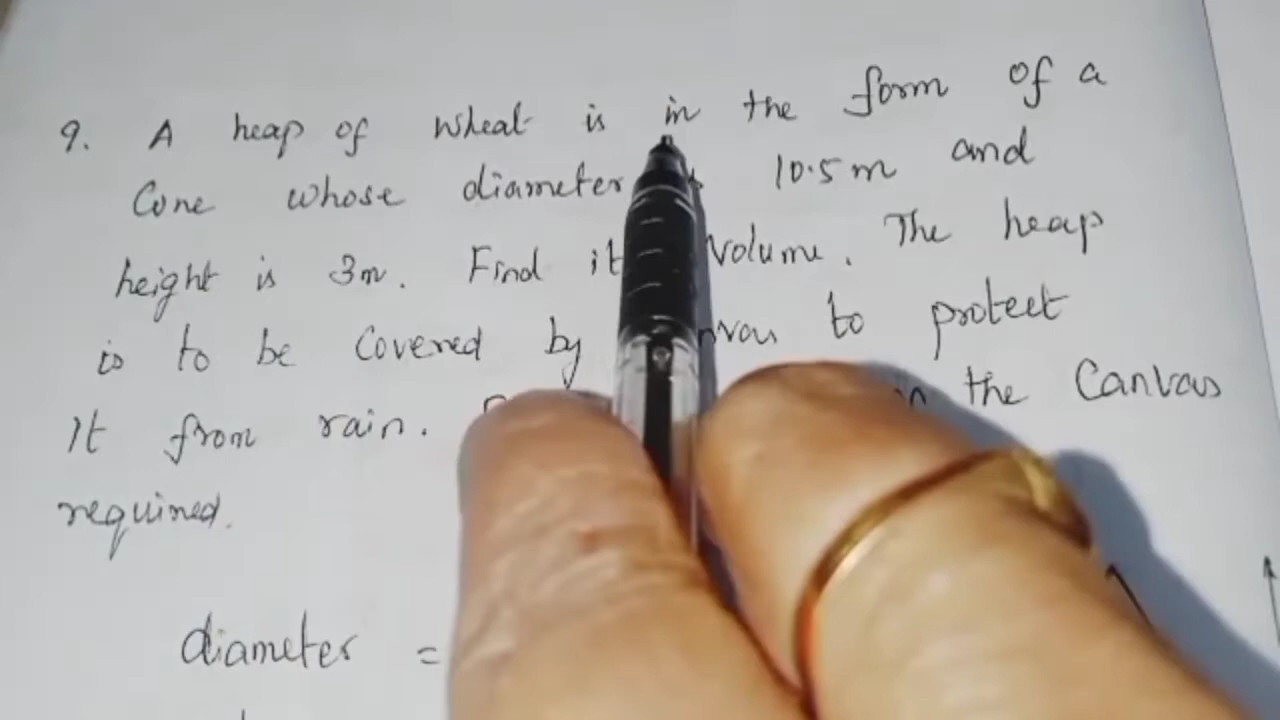 9. A heap of wheat is in the form of a
Cone whose diameter 10.5m and
height is 3m. Find volume. The heap
is to be Covered by to protect
It from rain. the Canvas
required.
diameter =